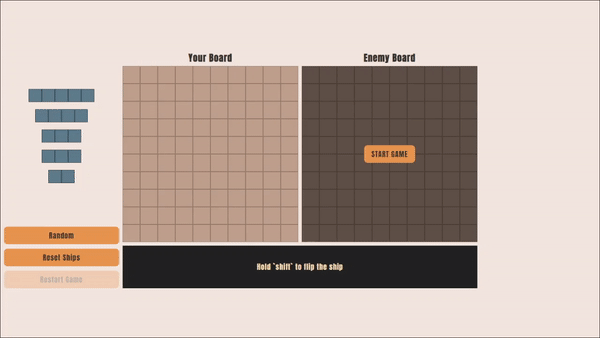 Your Board
Enemy Board
START GAME
Random
Reset Ships
Restart Game
Hold `shift` to flip the ship